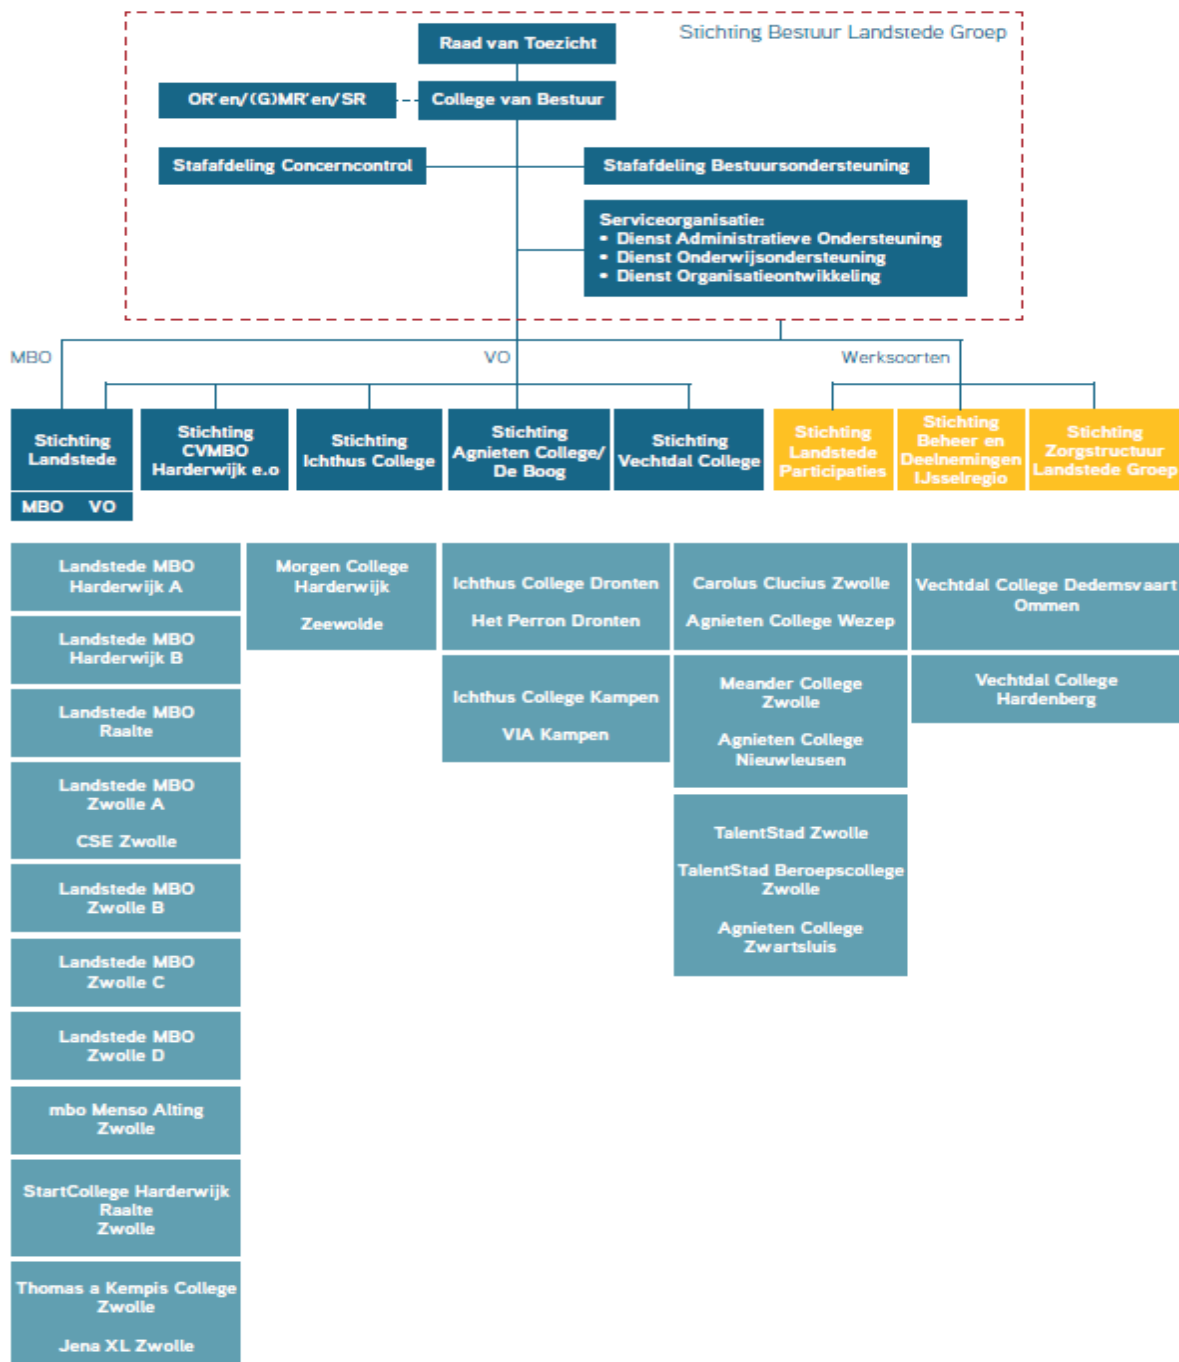 Stichting Bestuur Landstede Groep
Raad van Toezicht
OR'en/(G)MR'en/SR
College van Bestuur
Stafafdeling Concerncontrol
Stafafdeling Bestuursondersteuning
Serviceorganisatie:
• Dienst Administratieve Ondersteuning
• Dienst Onderwijsondersteuning
• Dienst Organisatieontwikkeling
MBO
VO
Werksoorten
Stichting
Landstede
MBO VO
Stichting
CVMBO
Harderwijk e.o
Stichting
Ichthus College
Stichting
Agnieten College/
De Boog
Stichting
Vechtdal College
Stichting
Landstede
Participaties
Stichting
Beheer en
Deelnemingen
IJsselregio
Stichting
Zorgstructuur
Landstede Groep
Landstede MBO
Harderwijk A
Landstede MBO
Harderwijk B
Landstede MBO
Raalte
Landstede MBO
Zwolle A
CSE Zwolle
Landstede MBO
Zwolle B
Landstede MBO
Zwolle C
Landstede MBO
Zwolle D
mbo Menso Alting
Zwolle
StartCollege Harderwijk
Raalte
Zwolle
Thomas a Kempis College
Zwolle
Jena XL Zwolle
Morgen College
Harderwijk
Zeewolde
Ichthus College Dronten
Het Perron Dronten
Ichthus College Kampen
VIA Kampen
Carolus Clucius Zwolle
Agnieten College Wezep
Meander College
Zwolle
Agnieten College
Nieuwleusen
TalentStad Zwolle
TalentStad Beroepscollege
Zwolle
Agnieten College
Zwartsluis
Vechtdal College Dedemsvaart
Ommen
Vechtdal College
Hardenberg